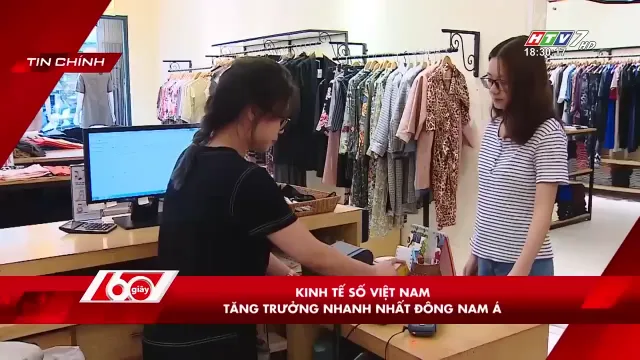 TIN CHÍNH
HTV7 HD
18:30:17
60 giây
KINH TẾ SỐ VIỆT NAM
TĂNG TRƯỞNG NHANH NHẤT ĐÔNG NAM Á